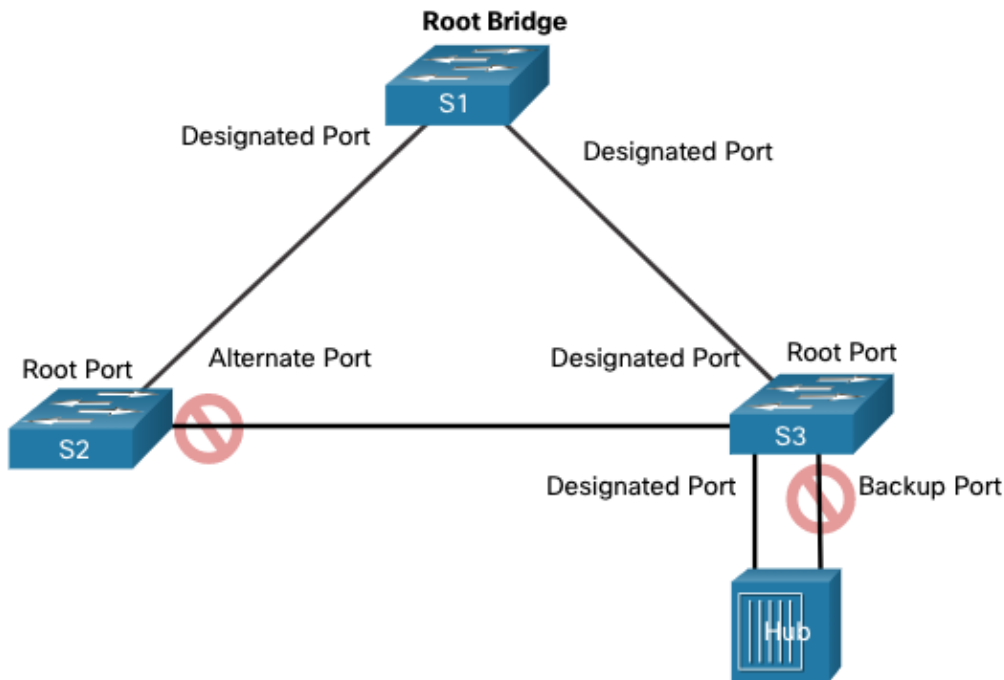 Root Bridge
S1
Designated Port
Designated Port
Root Port
Alternate Port
Designated Port
Root Port
S2
S3
Designated Port
Backup Port
Hub